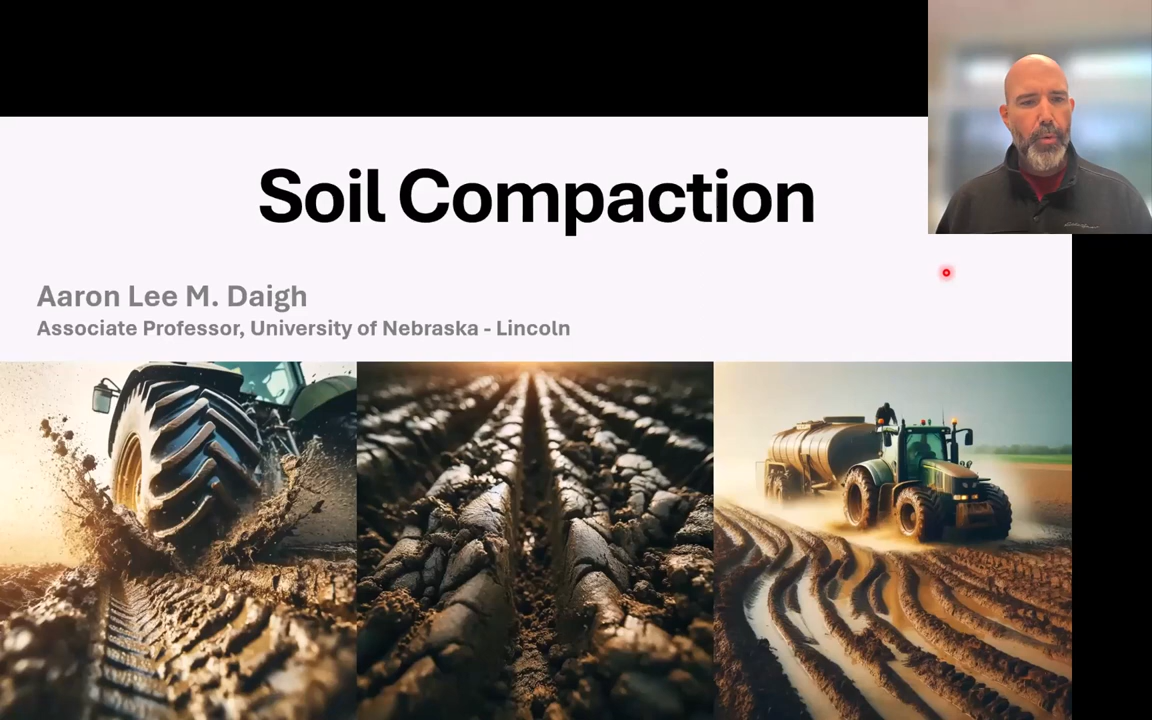 Soil Compaction
Aaron Lee M. Daigh
Associate Professor, University of Nebraska - Lincoln